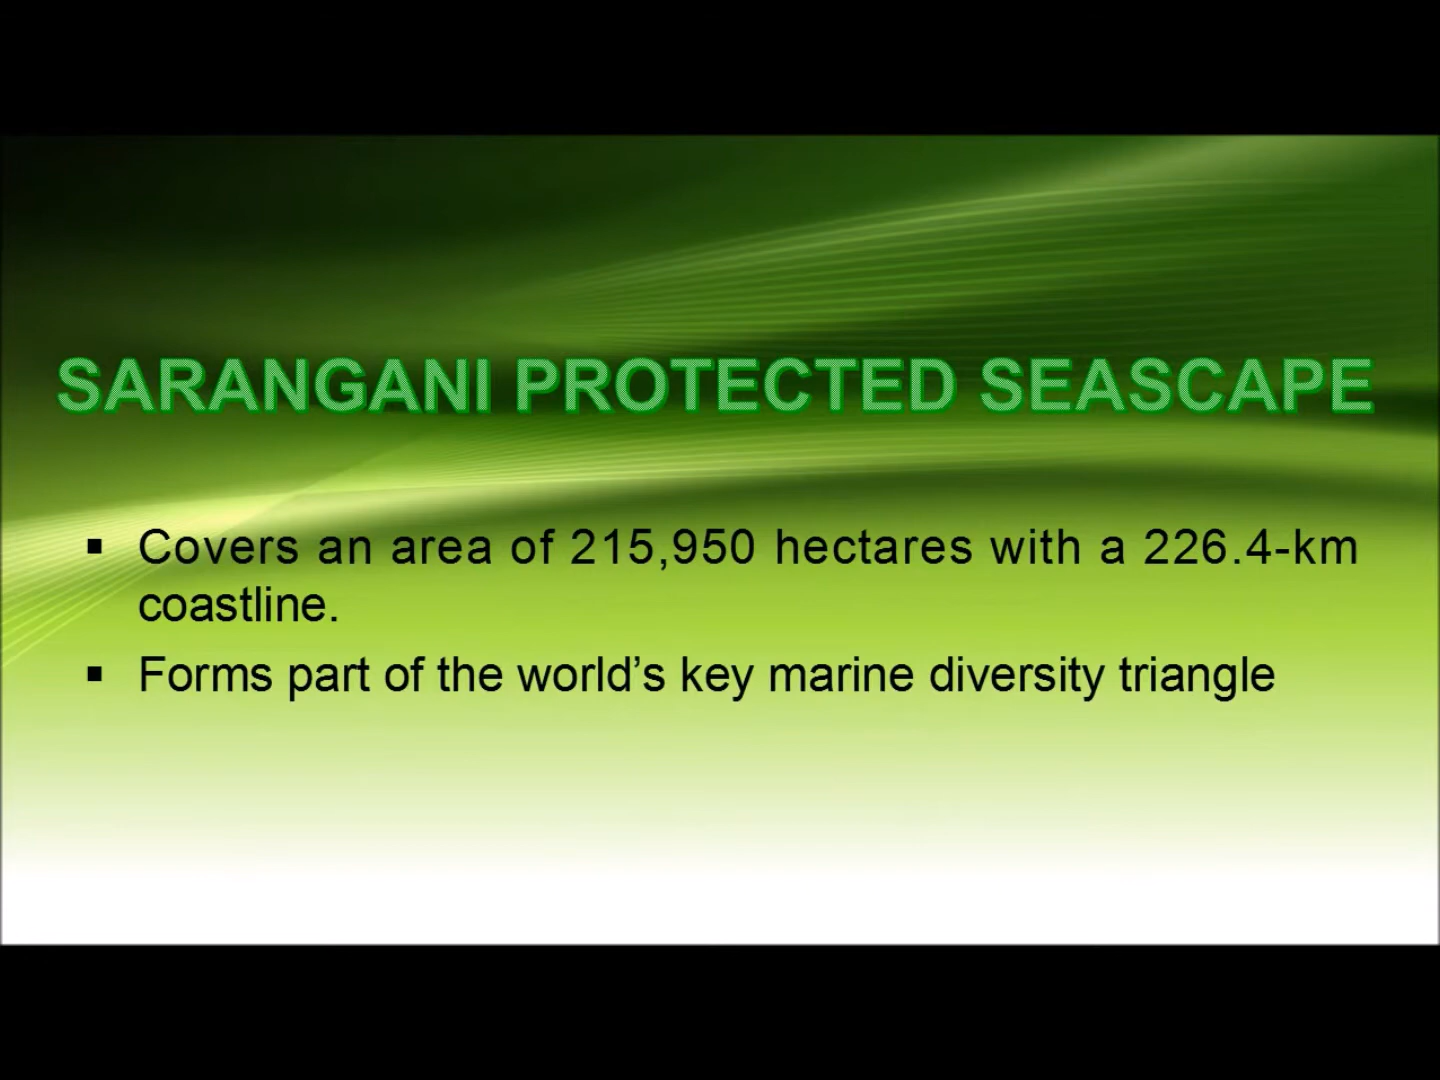 SARANGANI PROTECTED SEASCAPE
▪ Covers an area of 215,950 hectares with a 226.4-km
coastline.
▪ Forms part of the world’s key marine diversity triangle